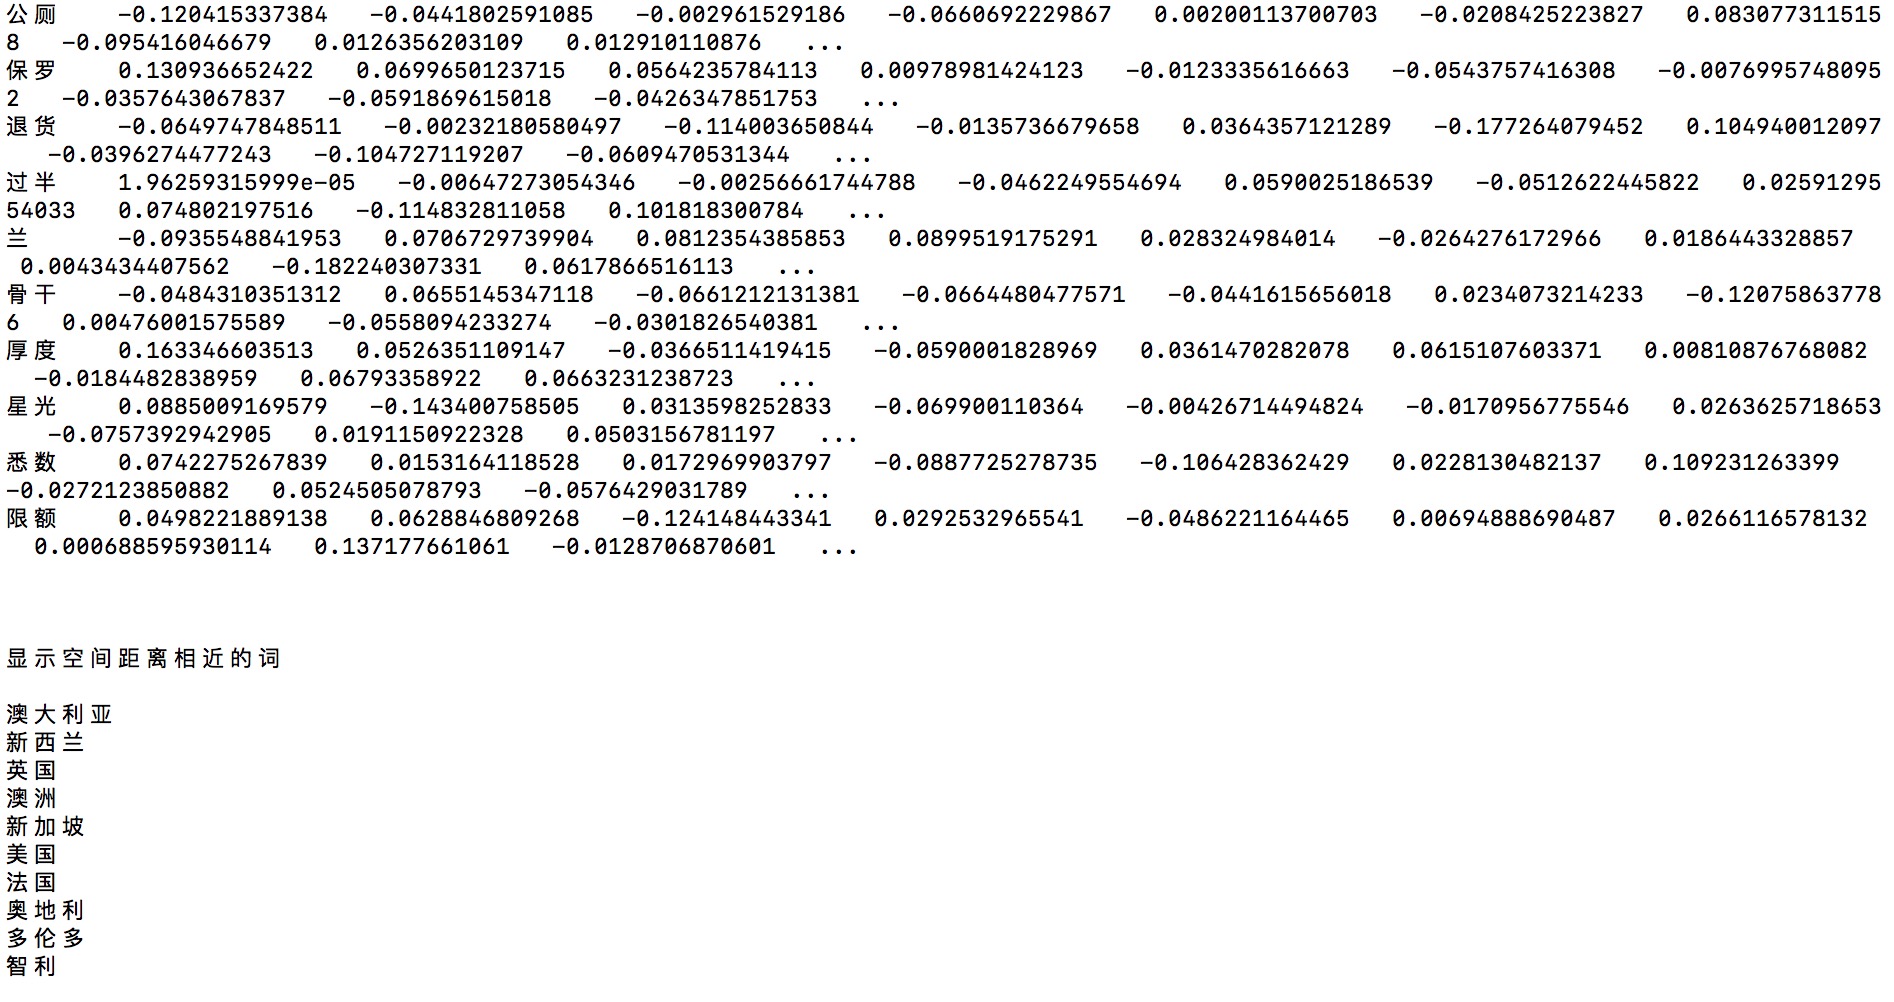 公厕 -0.120415337384 -0.0441802591085 -0.002961529186 -0.0660692229867 0.00200113700703 -0.0208425223827 0.083077311515
8 -0.095416046679 0.0126356203109 0.012910110876 ...
保罗 0.130936652422 0.0699650123715 0.0564235784113 0.00978981424123 -0.0123335616663 -0.0543757416308 -0.0076995748095
2 -0.0357643067837 -0.0591869615018 -0.0426347851753 ...
退货 -0.0649747848511 -0.00232180580497 -0.114003650844 -0.0135736679658 0.0364357121289 -0.177264079452 0.104940012097
-0.0396274477243 -0.104727119207 -0.0609470531344 ...
过半 1.96259315999e-05 -0.00647273054346 -0.00256661744788 -0.0462249554694 0.0590025186539 -0.0512622445822 0.02591295
54033 0.074802197516 -0.114832811058 0.101818300784 ...
兰 -0.0935548841953 0.0706729739904 0.0812354385853 0.0899519175291 0.028324984014 -0.0264276172966 0.0186443328857
0.0043434407562 -0.182240307331 0.0617866516113 ...
骨干 -0.0484310351312 0.0655145347118 -0.0661212131381 -0.0664480477571 -0.0441615656018 0.0234073214233 -0.12075863778
6 0.00476001575589 -0.0558094233274 -0.0301826540381 ...
厚度 0.163346603513 0.0526351109147 -0.0366511419415 -0.0590001828969 0.0361470282078 0.0615107603371 0.00810876768082
-0.0184482838959 0.06793358922 0.0663231238723 ...
星光 0.0885009169579 -0.143400758505 0.0313598252833 -0.069900110364 -0.00426714494824 -0.0170956775546 0.0263625718653
-0.0757392942905 0.0191150922328 0.0503156781197 ...
悉数 0.0742275267839 0.0153164118528 0.0172969903797 -0.0887725278735 -0.106428362429 0.0228130482137 0.109231263399
-0.0272123850882 0.0524505078793 -0.0576429031789 ...
限额 0.0498221889138 0.0628846809268 -0.124148443341 0.0292532965541 -0.0486221164465 0.00694888690487 0.0266116578132
0.000688595930114 0.137177661061 -0.0128706870601 ...
显示空间距离相近的词
澳大利亚
新西兰
英国
澳洲
新加坡
美国
法国
奥地利
多伦多
智利